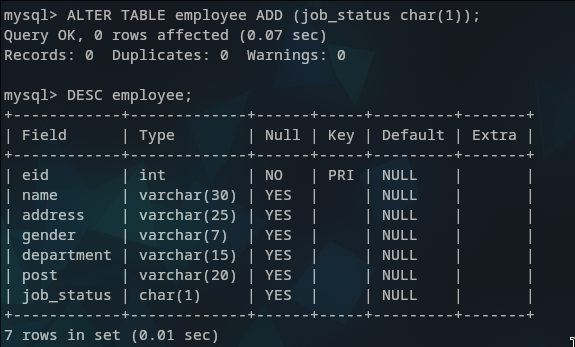 mysql> ALTER TABLE employee ADD (job_status char(1));
Query OK, 0 rows affected (0.07 sec)
Records: 0  Duplicates: 0  Warnings: 0

mysql> DESC employee;
+------------+-------------+------+-----+---------+-------+
| Field      | Type        | Null | Key | Default | Extra |
+------------+-------------+------+-----+---------+-------+
| eid        | int         | NO   | PRI | NULL    |       |
| name       | varchar(30) | YES  |     | NULL    |       |
| address    | varchar(25) | YES  |     | NULL    |       |
| gender     | varchar(7)  | YES  |     | NULL    |       |
| department | varchar(15) | YES  |     | NULL    |       |
| post       | varchar(20) | YES  |     | NULL    |       |
| job_status | char(1)     | YES  |     | NULL    |       |
+------------+-------------+------+-----+---------+-------+
7 rows in set (0.01 sec)